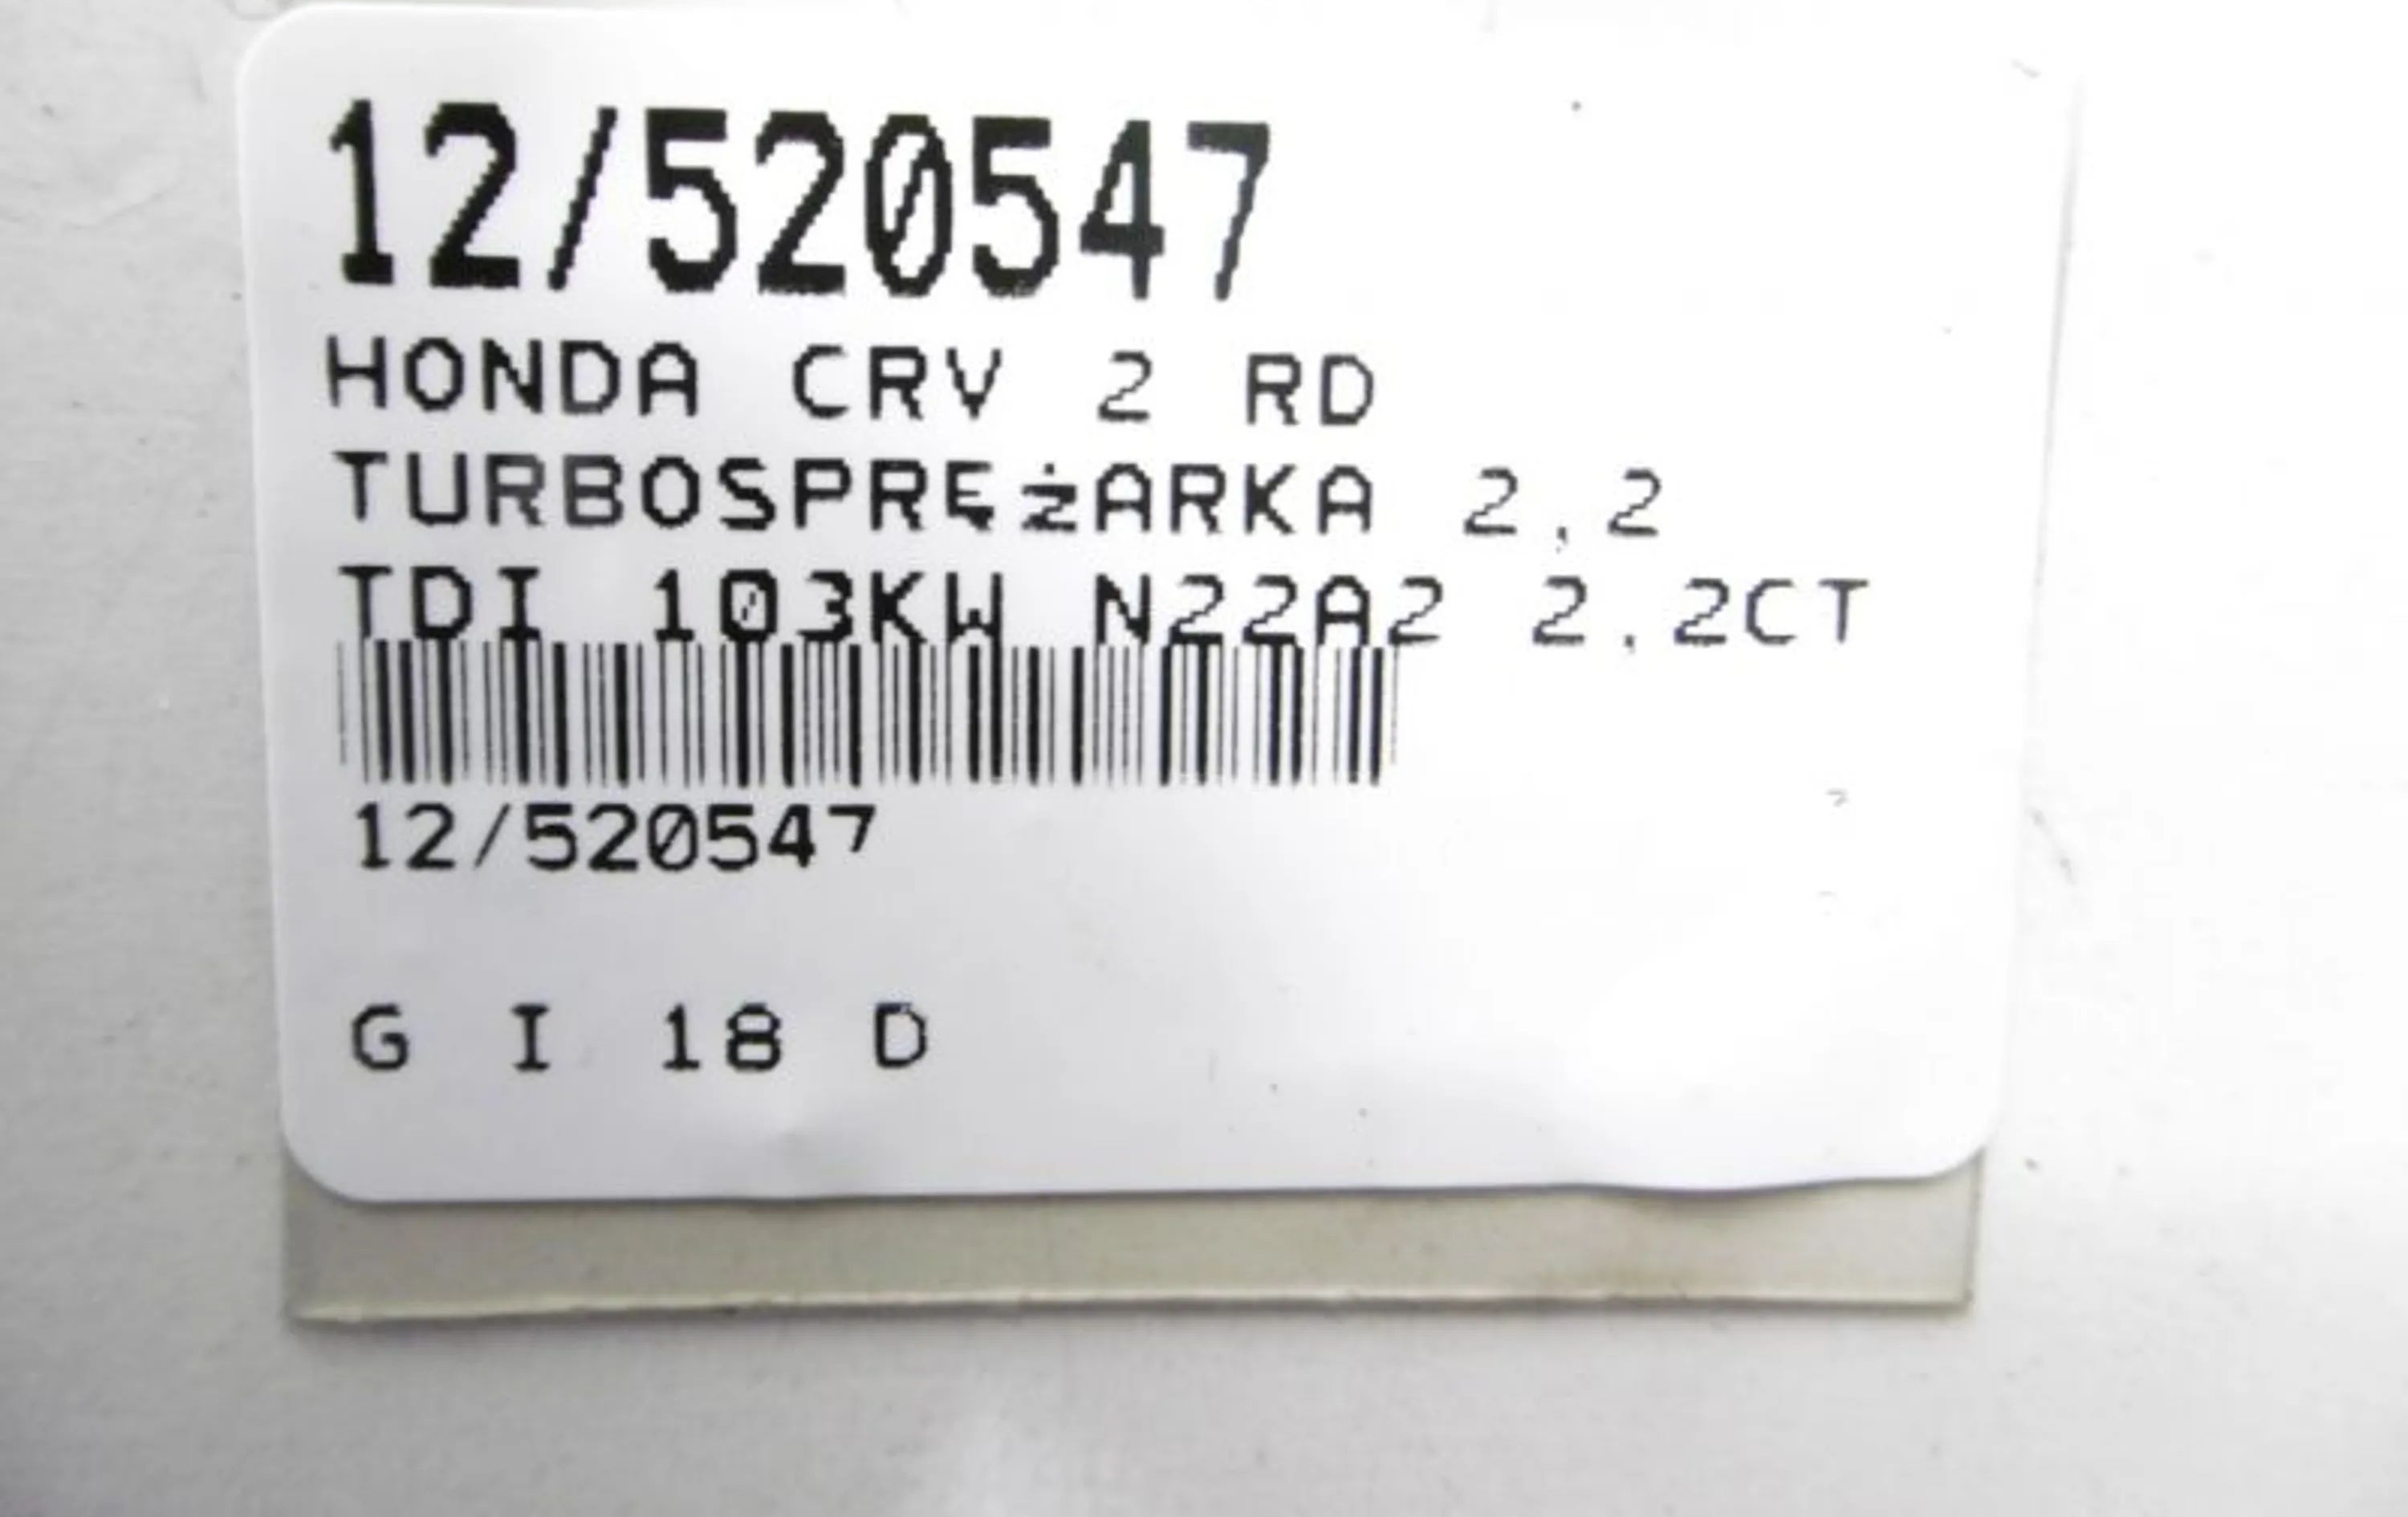 12/520547
HONDA CRV 2 RD
TURBOSPRĘżARKA 2,2
TDI 103KW N22A2 2.2CT
12/520547
G I 18 D